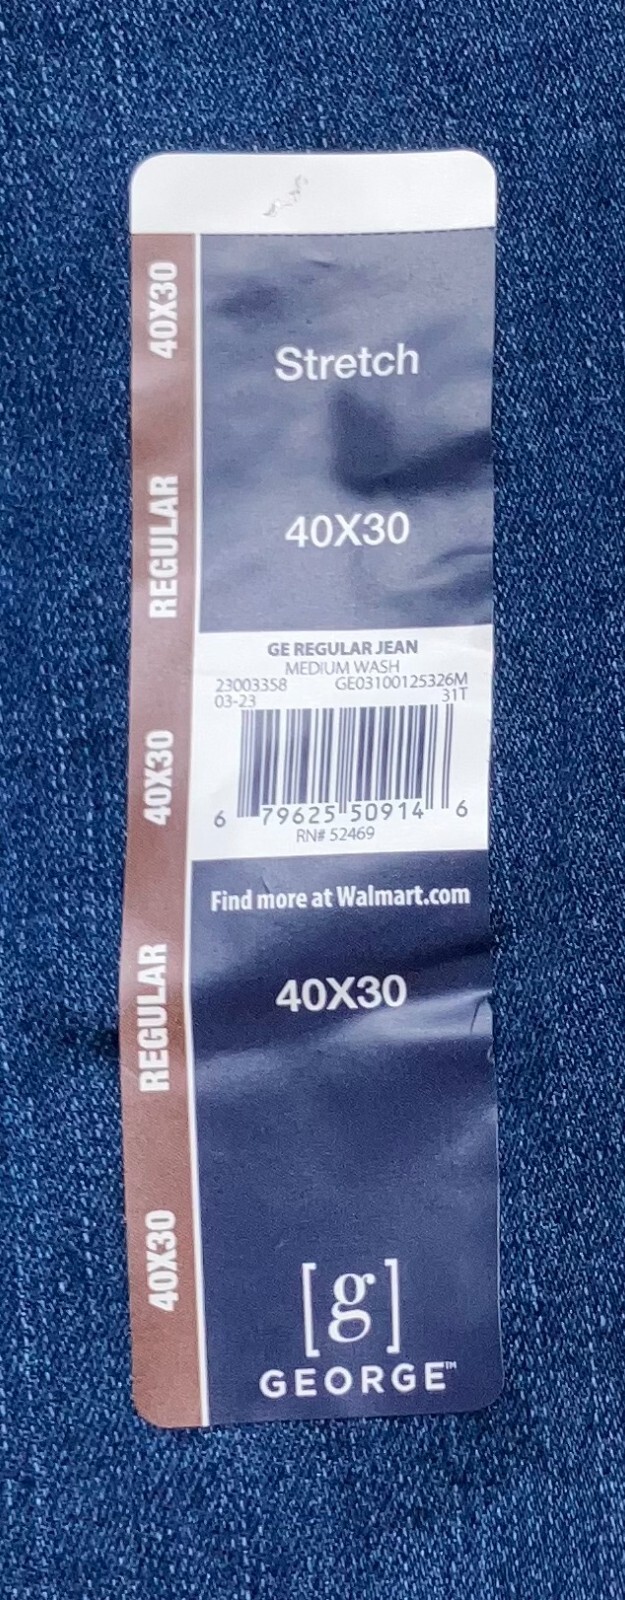 Stretch
40X30
GE REGULAR JEAN
MEDIUM WASH
23003358 GE03100125326M
03-23 31T
6 79625 50914 6
RN# 52469
Find more at Walmart.com
40X30
[g]
GEORGE™
40X30 REGULAR 40X30 REGULAR 40X30